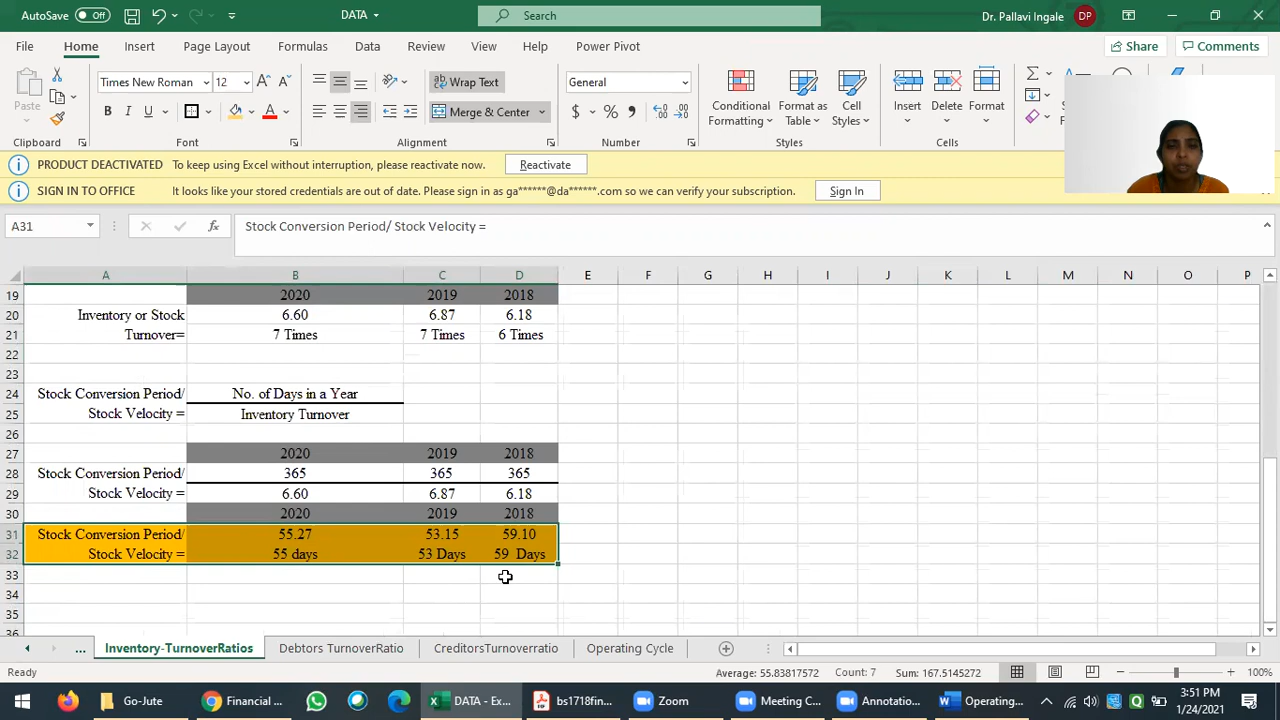 AutoSave Off DATA Search Dr. Pallavi Ingale DP
File Home Insert Page Layout Formulas Data Review View Help Power Pivot Share Comments
Paste Times New Roman 12 B I U Wrap Text Merge & Center General Conditional Formatting Format as Table Cell Styles Insert Delete Format
Clipboard Font Alignment Number Styles Cells
PRODUCT DEACTIVATED To keep using Excel without interruption, please reactivate now. Reactivate
SIGN IN TO OFFICE It looks like your stored credentials are out of date. Please sign in as ga******@da******.com so we can verify your subscription. Sign In
A31 fx Stock Conversion Period/ Stock Velocity =
A B C D E F G H I J K L M N O P
19 2020 2019 2018
20 Inventory or Stock 6.60 6.87 6.18
21 Turnover= 7 Times 7 Times 6 Times
22
23
24 Stock Conversion Period/ No. of Days in a Year
25 Stock Velocity = Inventory Turnover
26
27 2020 2019 2018
28 Stock Conversion Period/ 365 365 365
29 Stock Velocity = 6.60 6.87 6.18
30 2020 2019 2018
31 Stock Conversion Period/ 55.27 53.15 59.10
32 Stock Velocity = 55 days 53 Days 59 Days
33
34
35
36
... Inventory-TurnoverRatios Debtors TurnoverRatio CreditorsTurnoverratio Operating Cycle
Ready Average: 55.83817572 Count: 7 Sum: 167.5145272 100%
Go-Jute Financial ... DATA - Exc... bs1718fin... Zoom Meeting C... Annotatio... Operating... 3:51 PM
1/24/2021